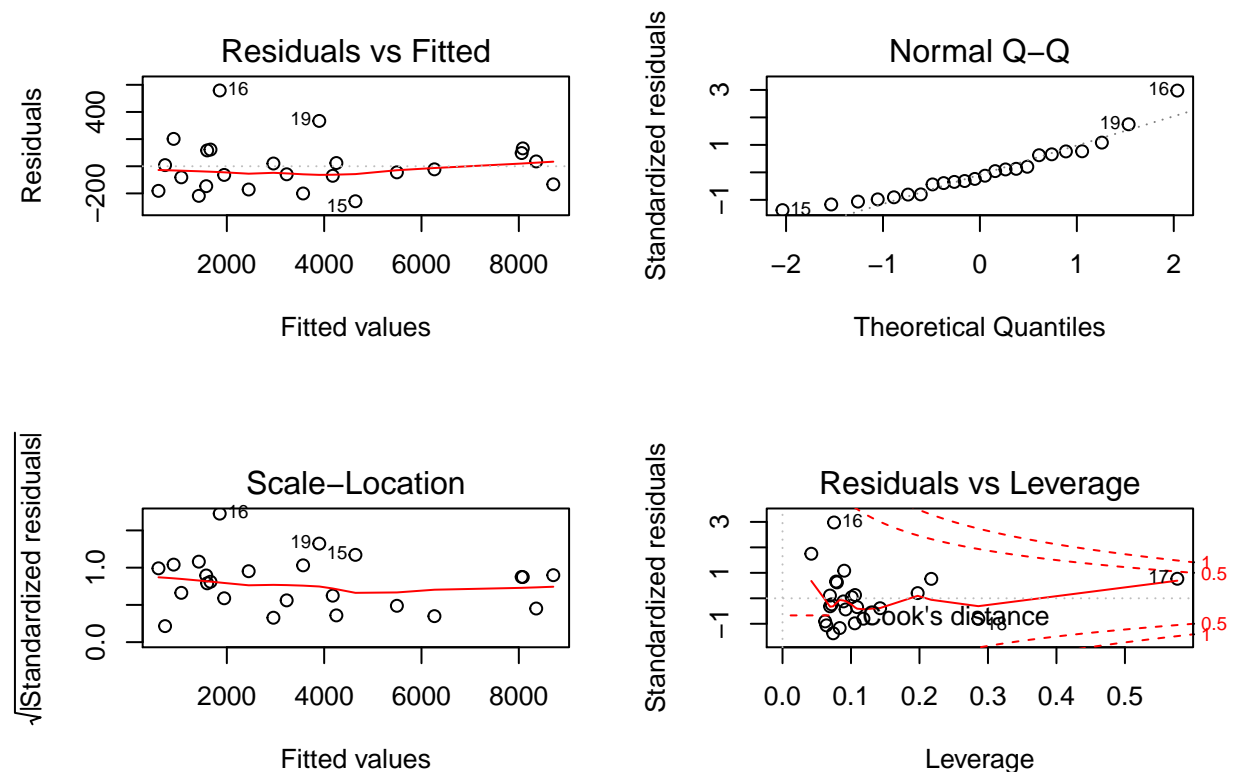 Residuals vs Fitted
Residuals
400
−200
16
19
15
2000 4000 6000 8000
Fitted values
Normal Q−Q
Standardized residuals
3
1
−1
16
19
15
−2 −1 0 1 2
Theoretical Quantiles
Scale−Location
√|Standardized residuals|
1.0
0.0
16
19
15
2000 4000 6000 8000
Fitted values
Residuals vs Leverage
Standardized residuals
3
1
−1
16
17
18
Cook's distance
1
0.5
0.5
1
0.0 0.1 0.2 0.3 0.4 0.5
Leverage